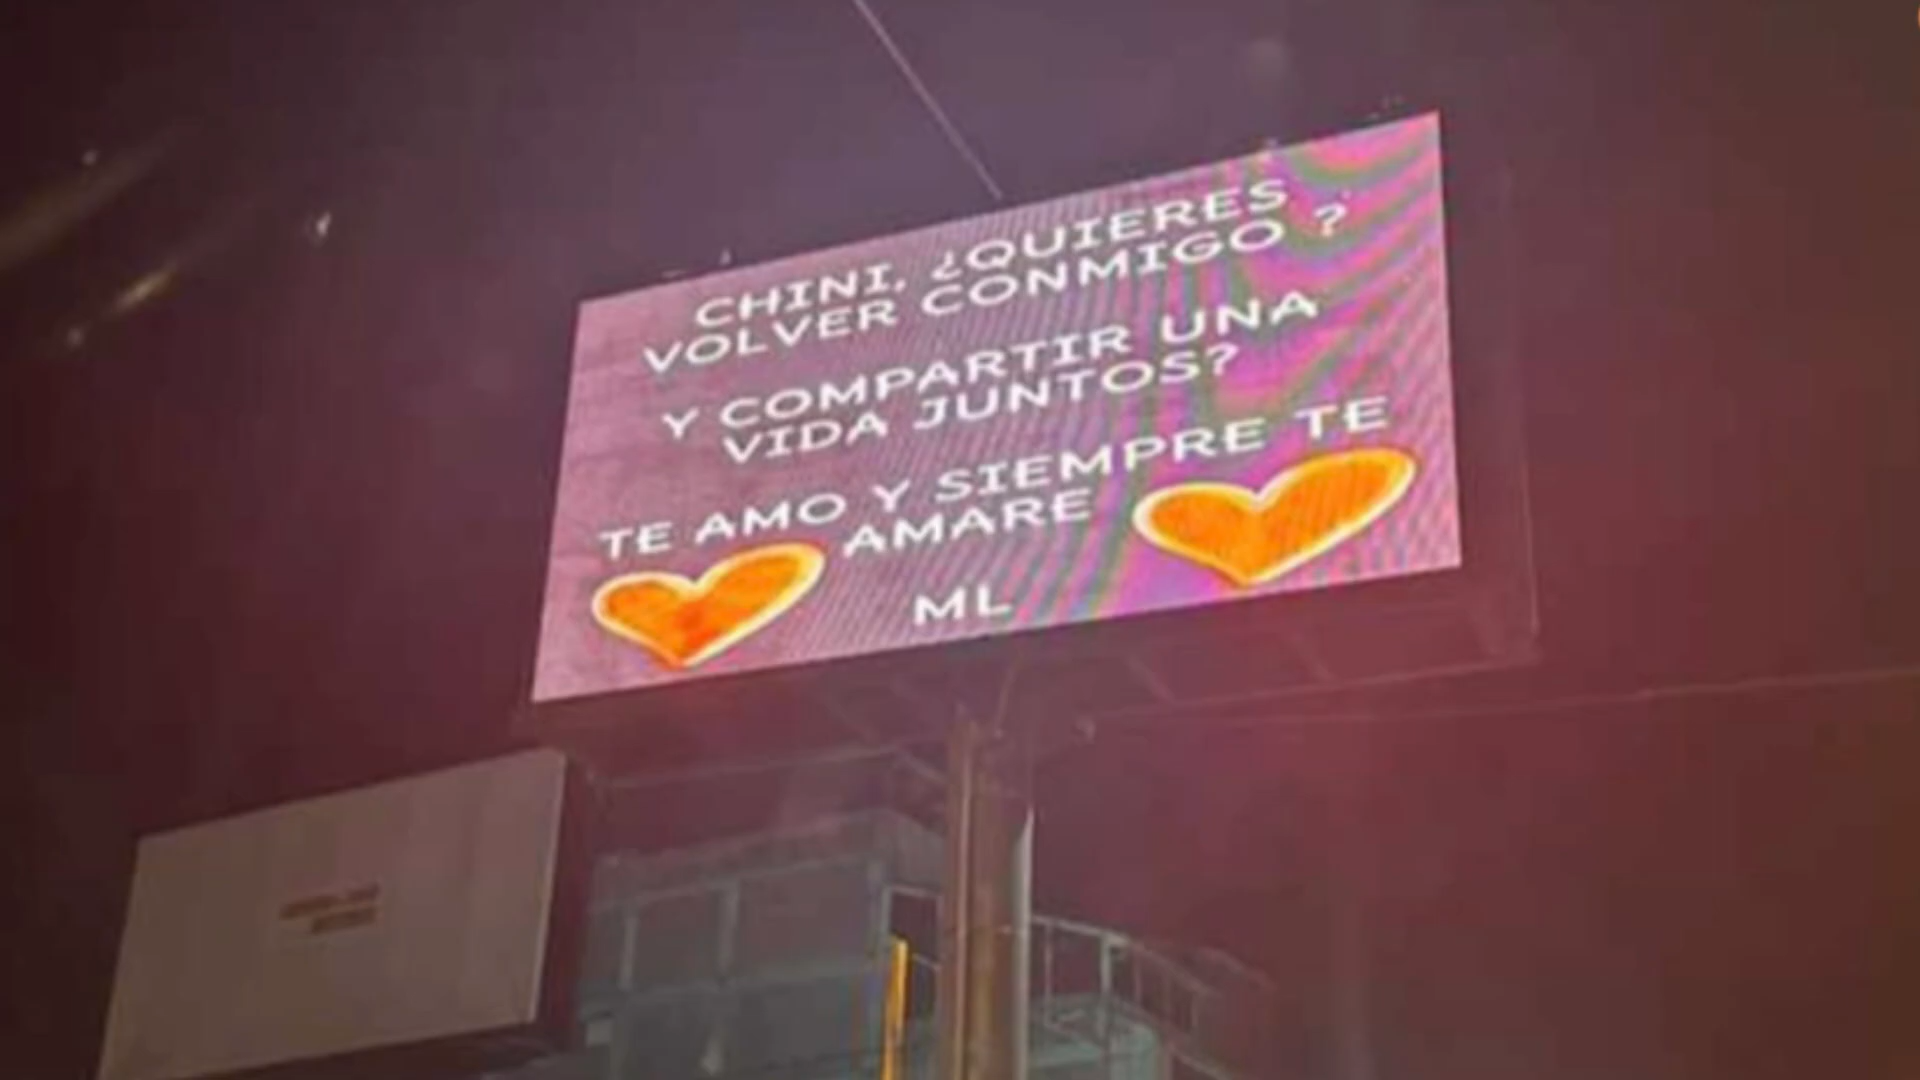 CHINI, ¿QUIERES
VOLVER CONMIGO ?
Y COMPARTIR UNA
VIDA JUNTOS?
TE AMO Y SIEMPRE TE
AMARE
ML